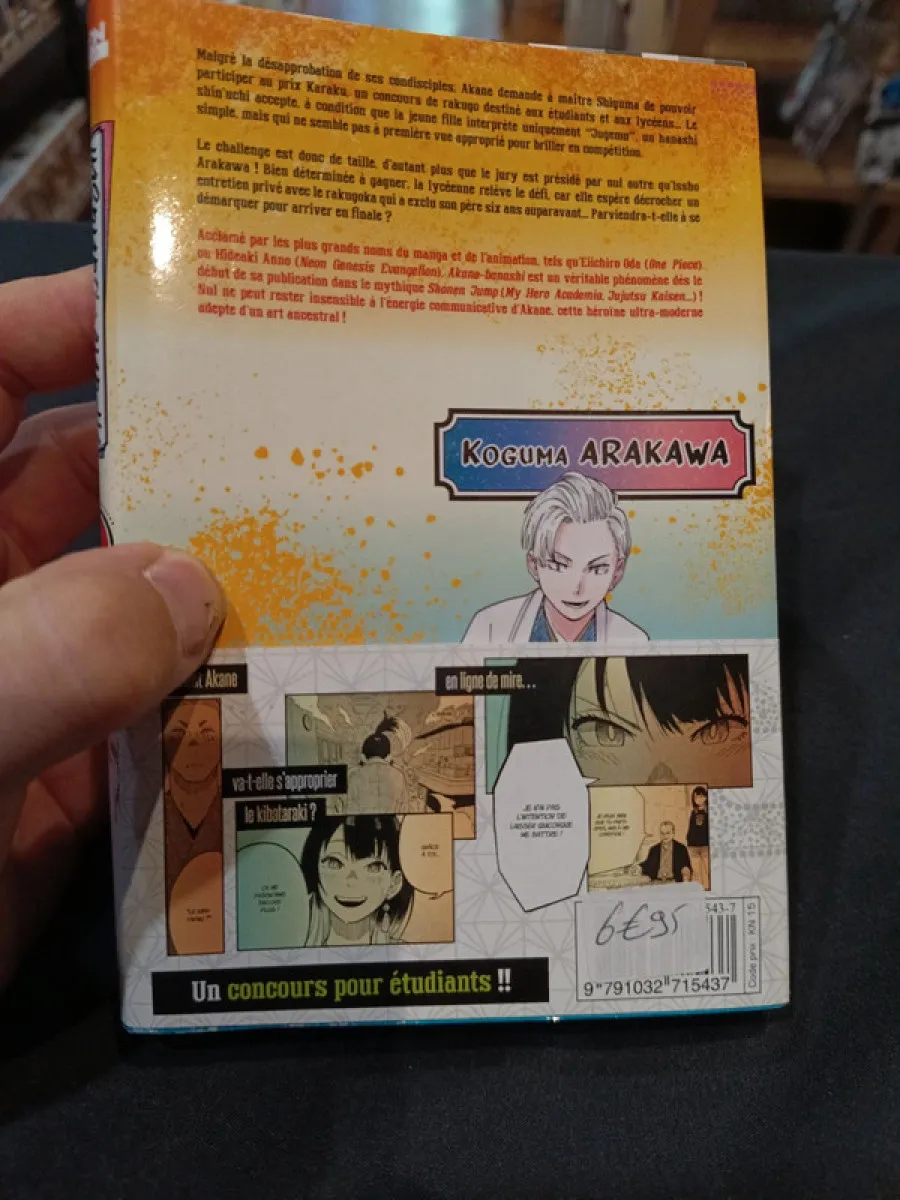 Malgré la désapprobation de ses condisciples, Akane demande à maître Shiguma de pouvoir
participer au prix Karaku, un concours de rakugo destiné aux étudiants et aux lycéens... Le
shin'uchi accepte, à condition que la jeune fille interprète uniquement "Jugemu", un hanashi
simple, mais qui ne semble pas à première vue approprié pour briller en compétition.
Le challenge est donc de taille, d'autant plus que le jury est présidé par nul autre qu'Issho
Arakawa ! Bien déterminée à gagner, la lycéenne relève le défi, car elle espère décrocher un
entretien privé avec le rakugoka qui a exclu son père six ans auparavant... Parviendra-t-elle à se
démarquer pour arriver en finale ?
Acclamé par les plus grands noms du manga et de l'animation, tels qu'Eiichiro Oda (One Piece)
ou Hideaki Anno (Neon Genesis Evangelion), Akane-banashi est un véritable phénomène dès le
début de sa publication dans le mythique Shonen Jump (My Hero Academia, Jujutsu Kaisen...) !
Nul ne peut rester insensible à l'énergie communicative d'Akane, cette héroïne ultra-moderne
adepte d'un art ancestral !
KOGUMA ARAKAWA
Akane
en ligne de mire...
va-t-elle s'approprier
le kibataraki ?
JE N'AI PAS
L'INTENTION DE
LAISSER QUICONQUE
ME BATTRE !
GRÂCE
À TOI...
Un concours pour étudiants !!
543-7
6€95
9 791032 715437
Code prix : KN 15